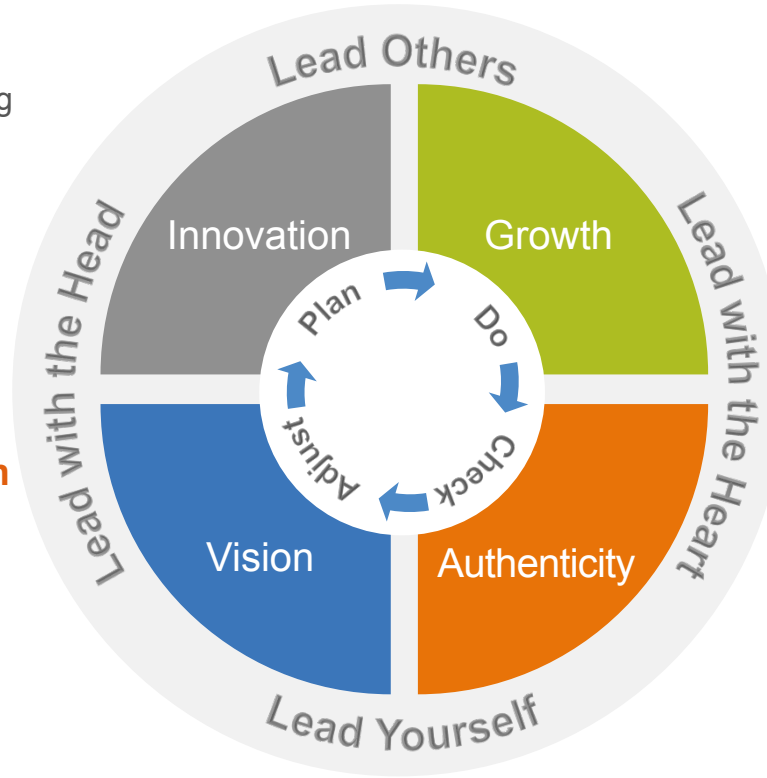 Lead Others
g
Innovation
Growth
Lead with the Head
Lead with the Heart
Plan
Do
Check
Adjust
n
Vision
Authenticity
Lead Yourself